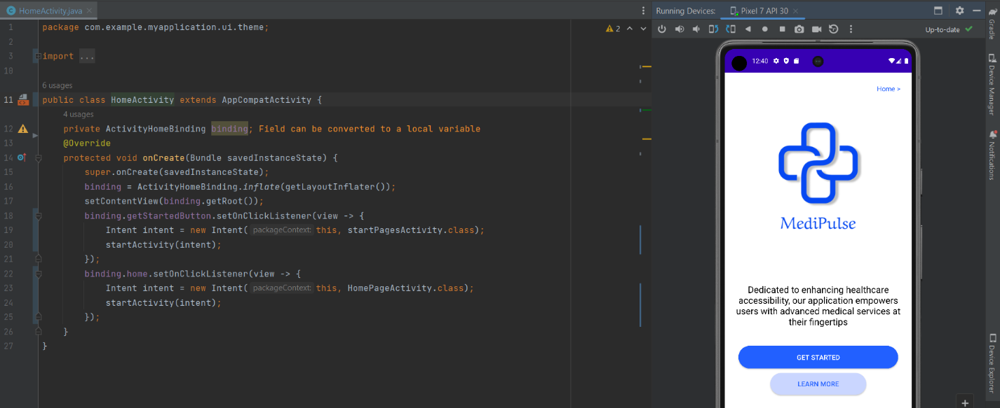 HomeActivity.java
Running Devices:
Pixel 7 API 30
Up-to-date
2
1 package com.example.myapplication.ui.theme;
2
3 import ...
10
6 usages
11 public class HomeActivity extends AppCompatActivity {
4 usages
12 private ActivityHomeBinding binding; Field can be converted to a local variable
13 @Override
14 protected void onCreate(Bundle savedInstanceState) {
15 super.onCreate(savedInstanceState);
16 binding = ActivityHomeBinding.inflate(getLayoutInflater());
17 setContentView(binding.getRoot());
18 binding.getStartedButton.setOnClickListener(view -> {
19 Intent intent = new Intent( packageContext: this, startPagesActivity.class);
20 startActivity(intent);
21 });
22 binding.home.setOnClickListener(view -> {
23 Intent intent = new Intent( packageContext: this, HomePageActivity.class);
24 startActivity(intent);
25 });
26 }
27 }
12:40
Home >
MediPulse
Dedicated to enhancing healthcare
accessibility, our application empowers
users with advanced medical services at
their fingertips
GET STARTED
LEARN MORE
Gradle
Device Manager
Notifications
Device Explorer